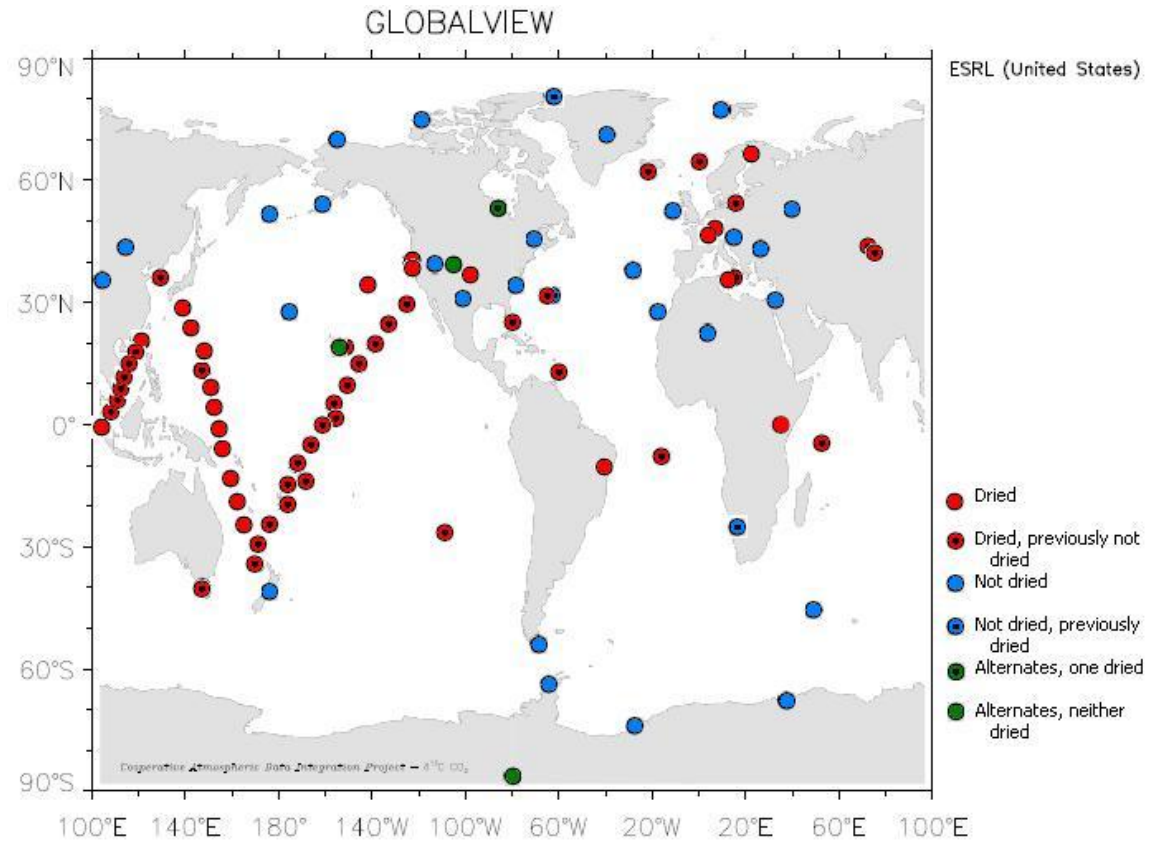 GLOBALVIEW
ESRL (United States)
90°N
60°N
30°N
0°
30°S
60°S
90°S
100°E 140°E 180° 140°W 100°W 60°W 20°W 20°E 60°E 100°E
Cooperative Atmospheric Data Integration Project — δ¹³C CO₂
Dried
Dried, previously not
dried
Not dried
Not dried, previously
dried
Alternates, one dried
Alternates, neither
dried